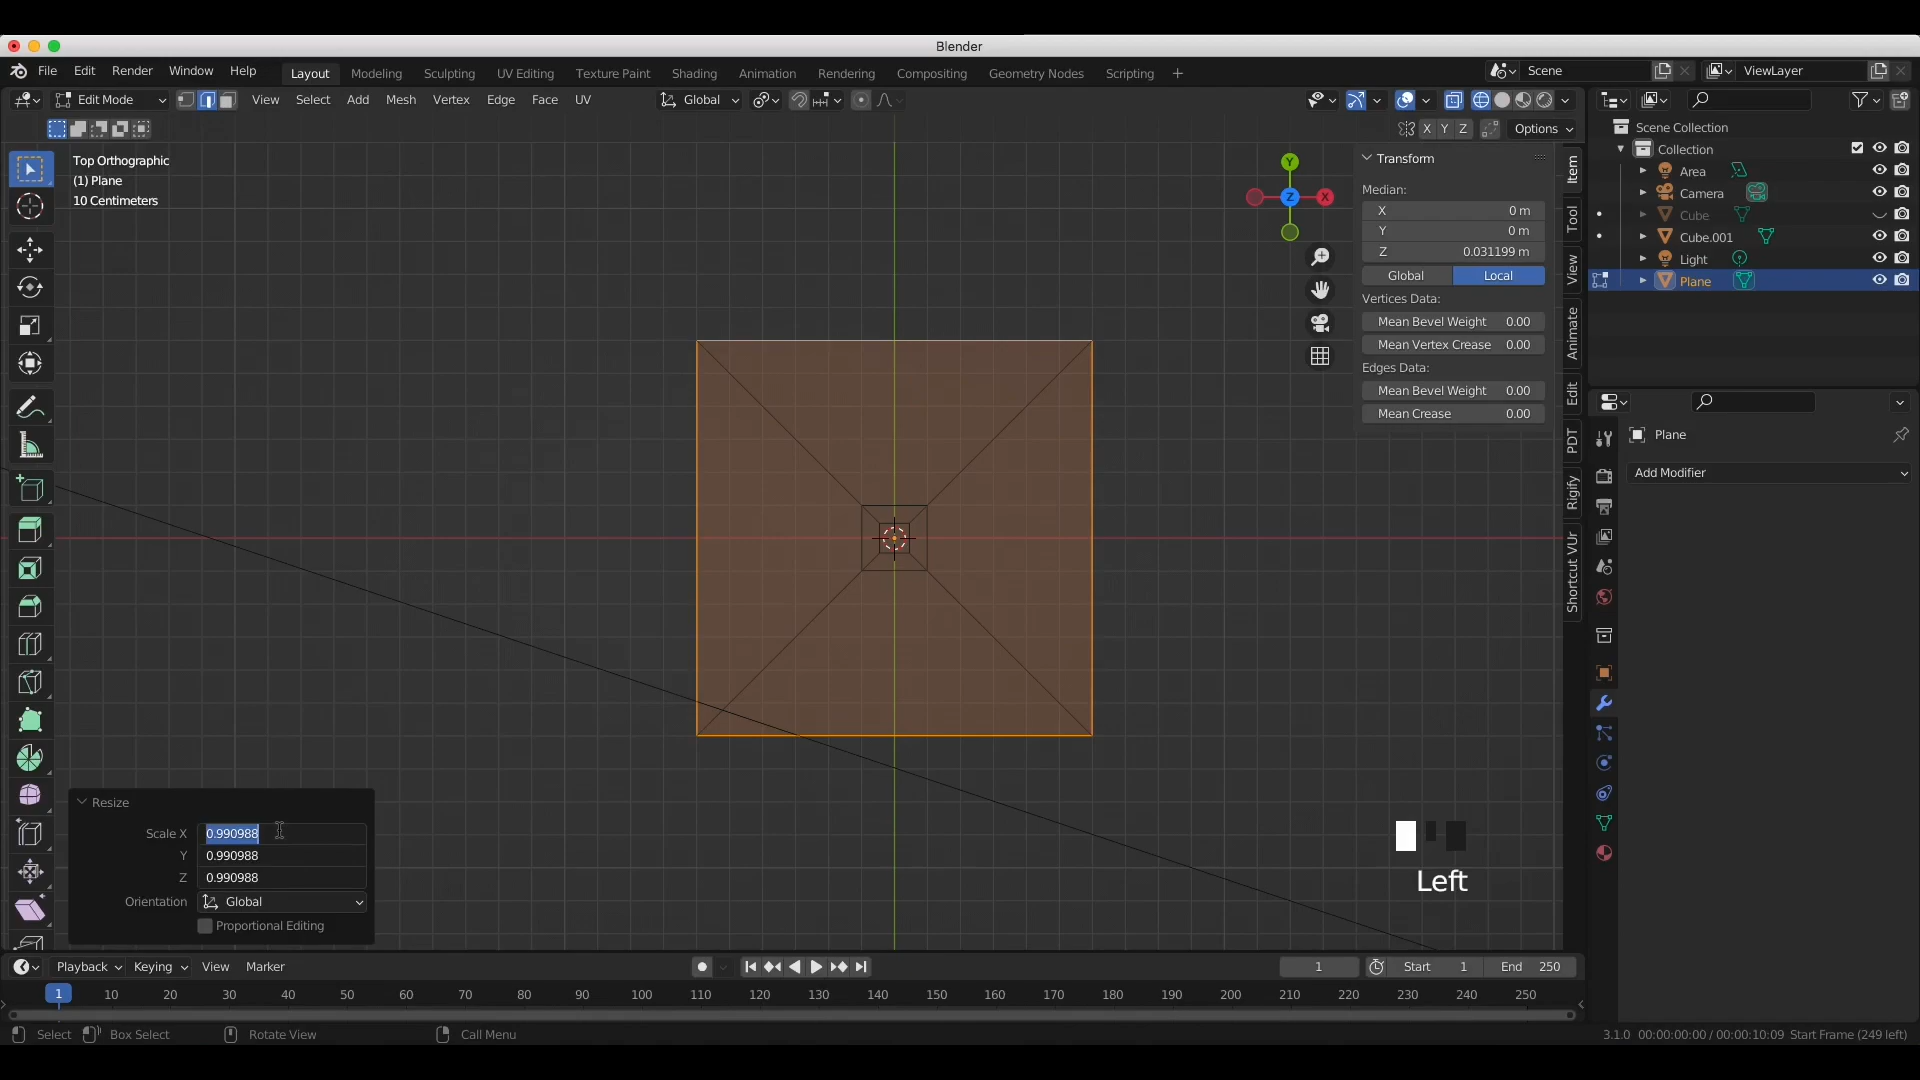 Blender
File Edit Render Window Help
Layout Modeling Sculpting UV Editing Texture Paint Shading Animation Rendering Compositing Geometry Nodes Scripting +
Scene
ViewLayer
Edit Mode View Select Add Mesh Vertex Edge Face UV
Global
X Y Z Options
Top Orthographic
(1) Plane
10 Centimeters
Y
Z
X
Transform
Median:
X 0 m
Y 0 m
Z 0.031199 m
Global Local
Vertices Data:
Mean Bevel Weight 0.00
Mean Vertex Crease 0.00
Edges Data:
Mean Bevel Weight 0.00
Mean Crease 0.00
Item
Tool
View
Animate
Edit
PDT
Rigify
Shortcut VUr
Scene Collection
Collection
Area
Camera
Cube
Cube.001
Light
Plane
Plane
Add Modifier
Resize
Scale X 0.990988
Y 0.990988
Z 0.990988
Orientation Global
Proportional Editing
Left
Playback Keying View Marker
1 Start 1 End 250
1 10 20 30 40 50 60 70 80 90 100 110 120 130 140 150 160 170 180 190 200 210 220 230 240 250
Select Box Select Rotate View Call Menu
3.1.0 00:00:00:00 / 00:00:10:09 Start Frame (249 left)